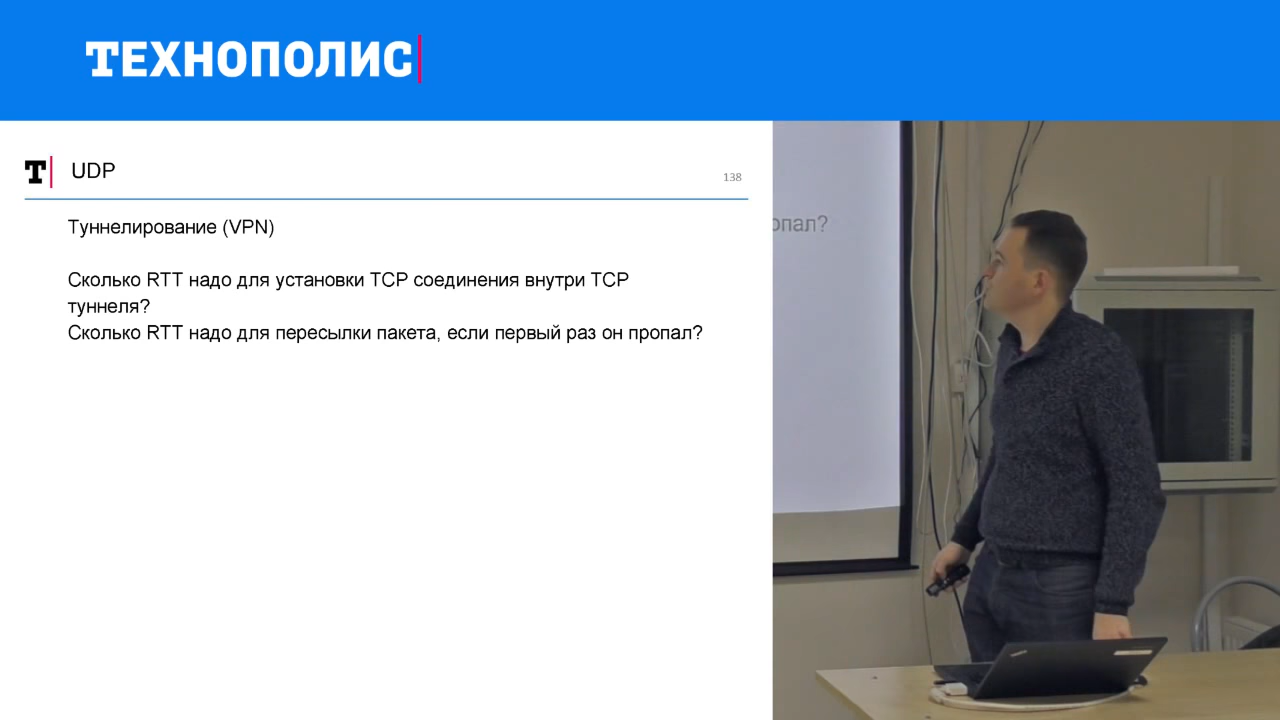 ТЕХНОПОЛИС
Т UDP
138
Туннелирование (VPN)
Сколько RTT надо для установки TCP соединения внутри TCP
туннеля?
Сколько RTT надо для пересылки пакета, если первый раз он пропал?
опал?